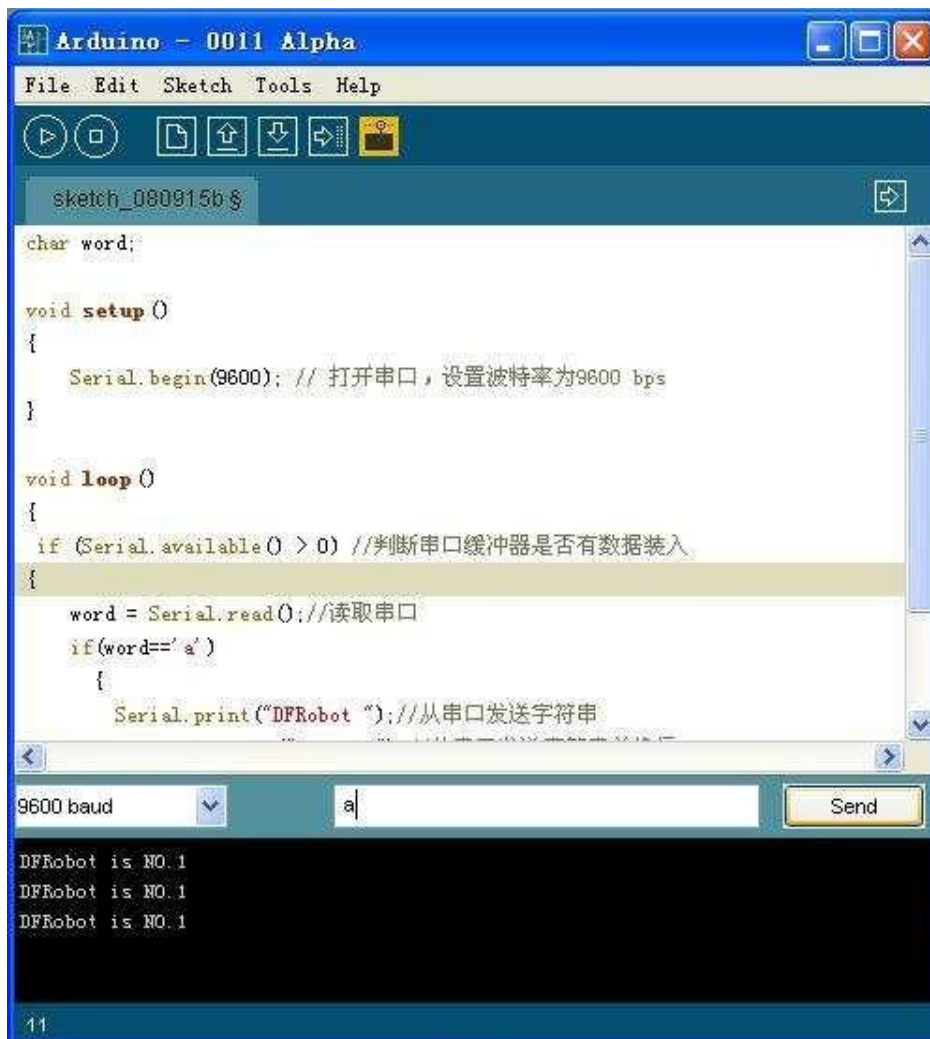 Arduino - 0011 Alpha
File Edit Sketch Tools Help
sketch_080915b §
char word;
void setup()
{
Serial.begin(9600); // 打开串口，设置波特率为9600 bps
}
void loop()
{
if (Serial.available() > 0) //判断串口缓冲器是否有数据装入
{
word = Serial.read();//读取串口
if(word=='a')
{
Serial.print("DFRobot ");//从串口发送字符串
9600 baud
a
Send
DFRobot is NO.1
DFRobot is NO.1
DFRobot is NO.1
11